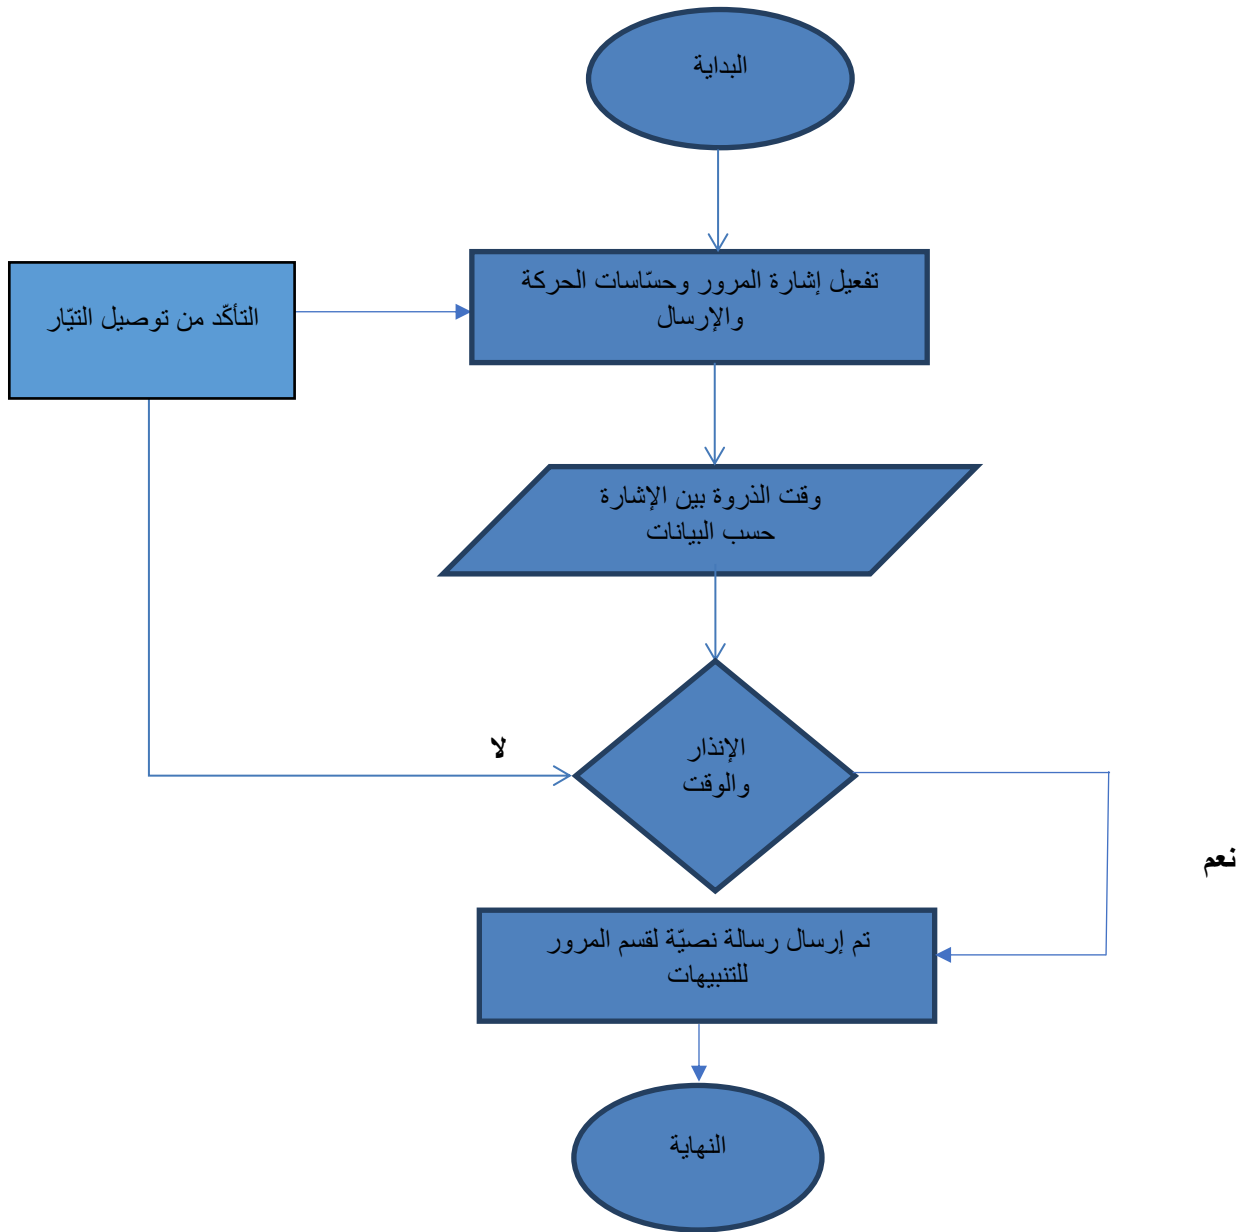 البداية
تفعيل إشارة المرور وحسّاسات الحركة
والإرسال
التأكّد من توصيل التيّار
وقت الذروة بين الإشارة
حسب البيانات
لا
الإنذار
والوقت
نعم
تم إرسال رسالة نصيّة لقسم المرور
للتنبيهات
النهاية